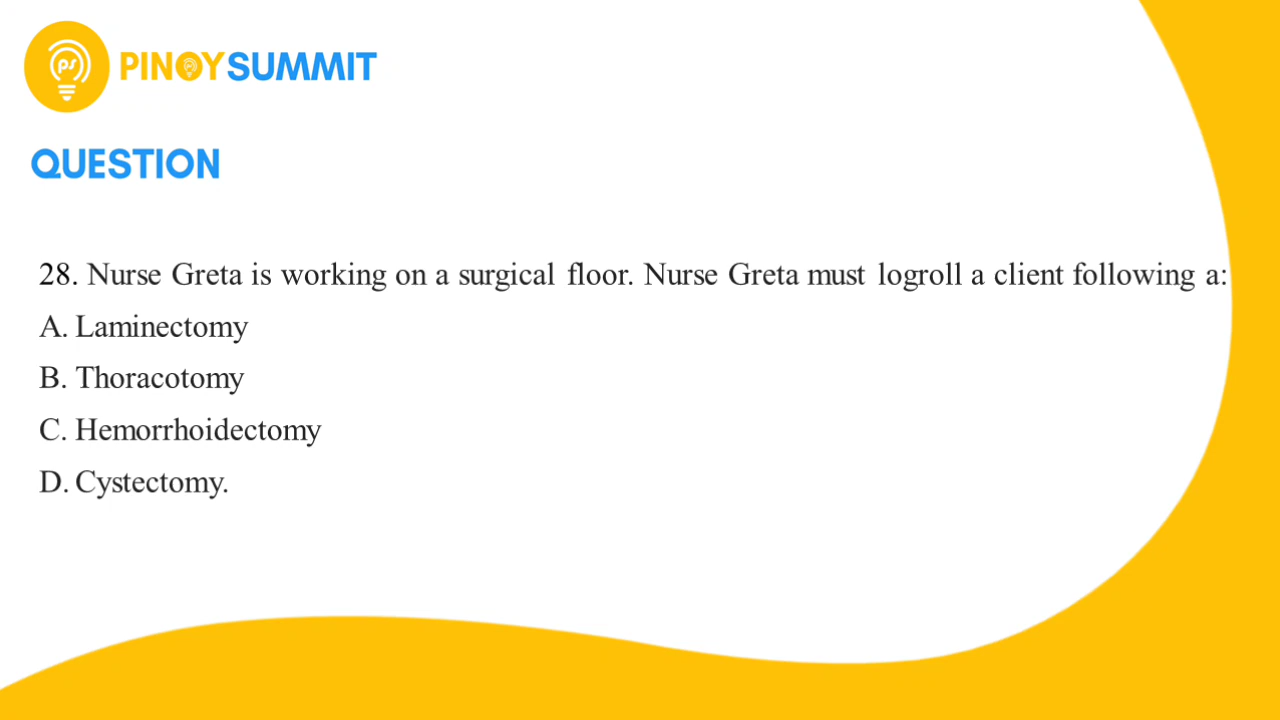 PINOYSUMMIT
QUESTION
28. Nurse Greta is working on a surgical floor. Nurse Greta must logroll a client following a:
A. Laminectomy
B. Thoracotomy
C. Hemorrhoidectomy
D. Cystectomy.